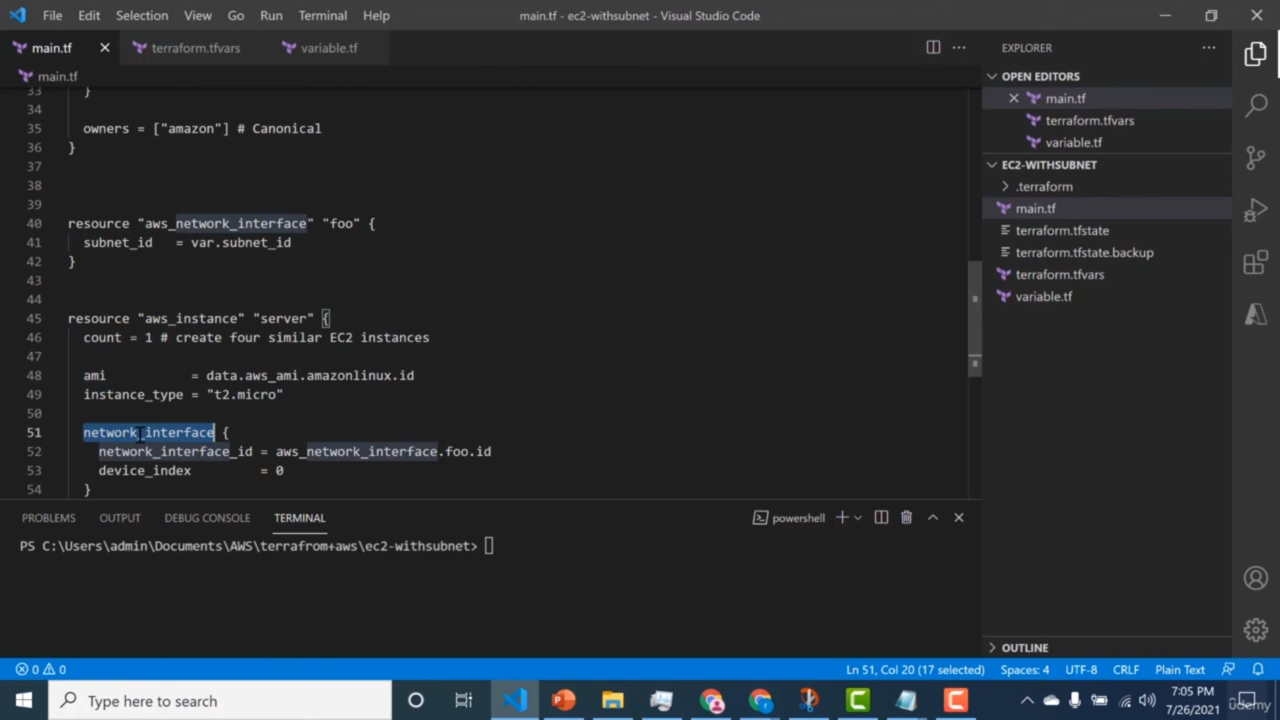 File Edit Selection View Go Run Terminal Help main.tf - ec2-withsubnet - Visual Studio Code
main.tf terraform.tfvars variable.tf
main.tf
33 }
34
35 owners = ["amazon"] # Canonical
36 }
37
38
39
40 resource "aws_network_interface" "foo" {
41 subnet_id = var.subnet_id
42 }
43
44
45 resource "aws_instance" "server" {
46 count = 1 # create four similar EC2 instances
47
48 ami = data.aws_ami.amazonlinux.id
49 instance_type = "t2.micro"
50
51 network_interface {
52 network_interface_id = aws_network_interface.foo.id
53 device_index = 0
54 }
EXPLORER
OPEN EDITORS
main.tf
terraform.tfvars
variable.tf
EC2-WITHSUBNET
.terraform
main.tf
terraform.tfstate
terraform.tfstate.backup
terraform.tfvars
variable.tf
OUTLINE
PROBLEMS OUTPUT DEBUG CONSOLE TERMINAL powershell
PS C:\Users\admin\Documents\AWS\terrafrom+aws\ec2-withsubnet>
0 0 Ln 51, Col 20 (17 selected) Spaces: 4 UTF-8 CRLF Plain Text
Type here to search
7:05 PM
7/26/2021
udemy